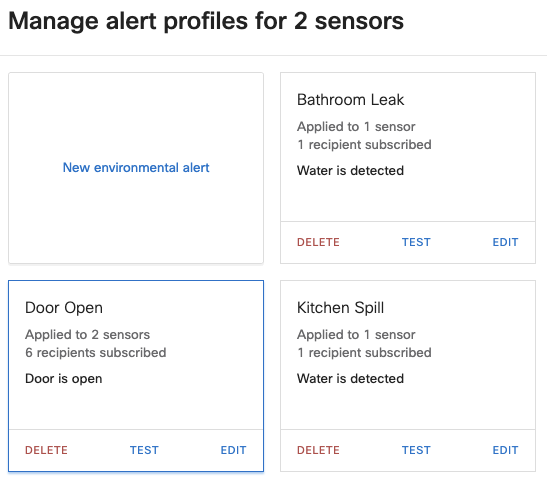 Manage alert profiles for 2 sensors
New environmental alert
Bathroom Leak
Applied to 1 sensor
1 recipient subscribed
Water is detected
DELETE TEST EDIT
Door Open
Applied to 2 sensors
6 recipients subscribed
Door is open
DELETE TEST EDIT
Kitchen Spill
Applied to 1 sensor
1 recipient subscribed
Water is detected
DELETE TEST EDIT